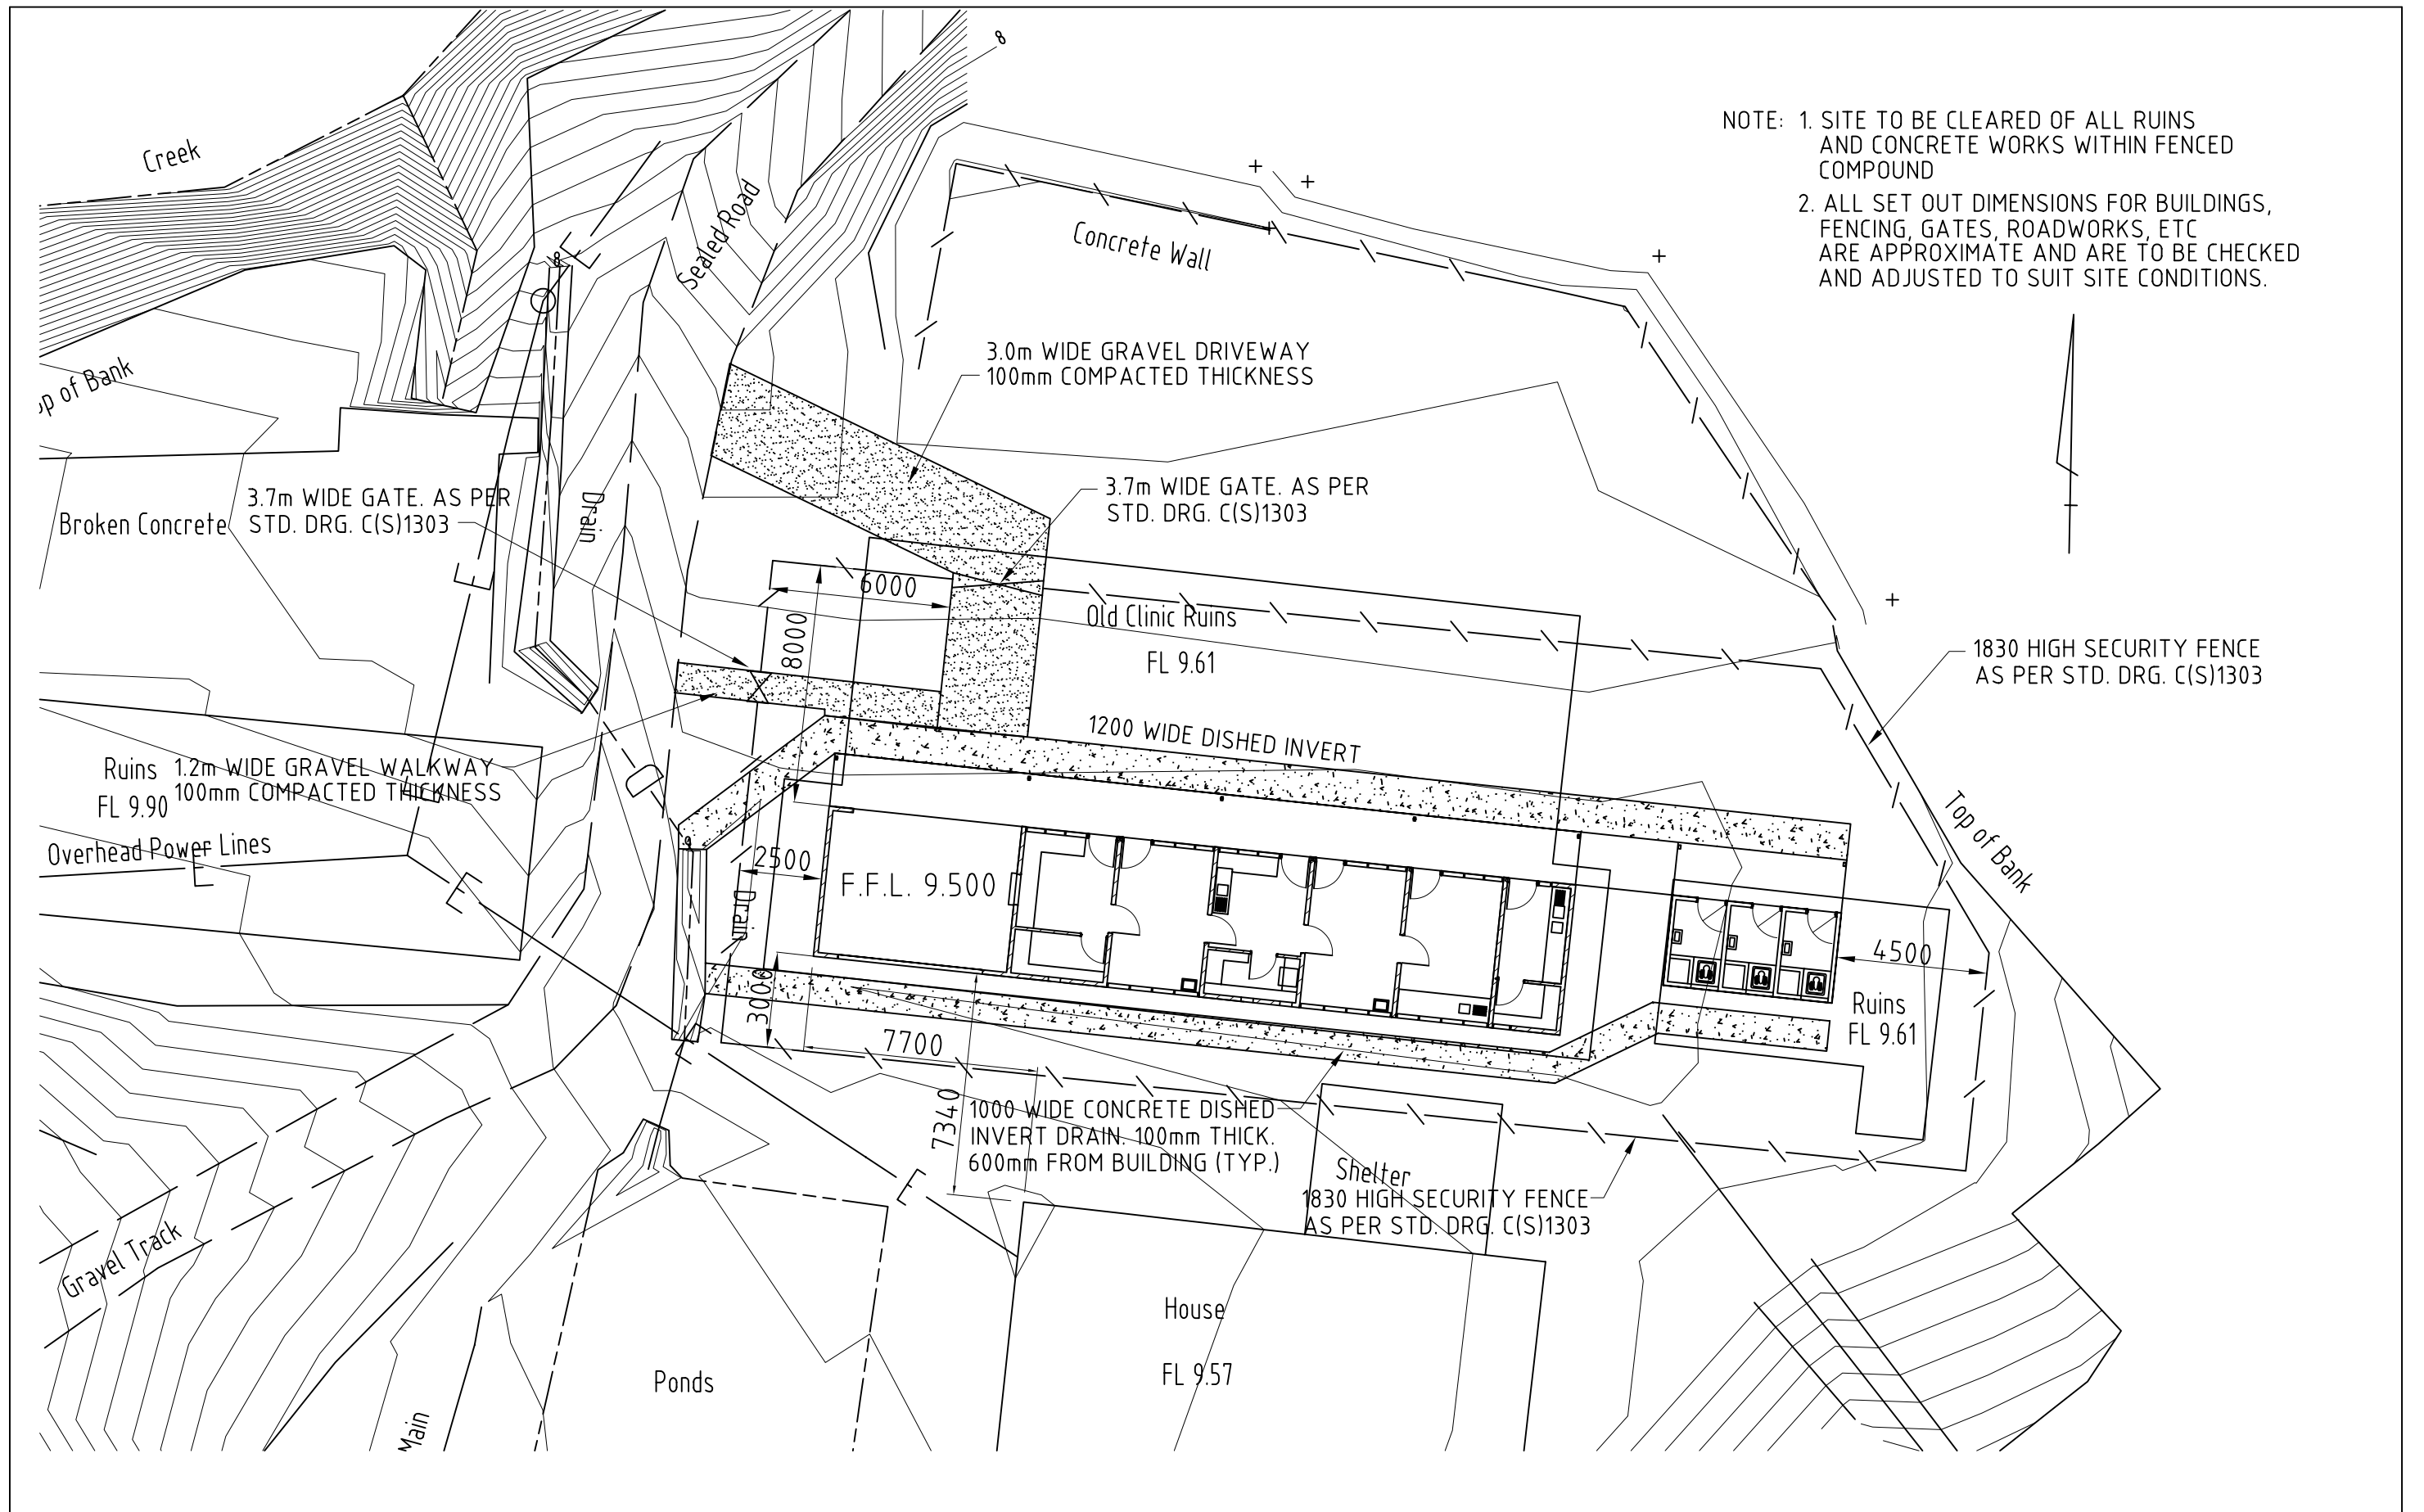 8
NOTE: 1. SITE TO BE CLEARED OF ALL RUINS
AND CONCRETE WORKS WITHIN FENCED
COMPOUND
2. ALL SET OUT DIMENSIONS FOR BUILDINGS,
FENCING, GATES, ROADWORKS, ETC
ARE APPROXIMATE AND ARE TO BE CHECKED
AND ADJUSTED TO SUIT SITE CONDITIONS.
Creek
Sealed Road
Concrete Wall
8
of Bank
3.0m WIDE GRAVEL DRIVEWAY
100mm COMPACTED THICKNESS
3.7m WIDE GATE. AS PER
STD. DRG. C(S)1303
Broken Concrete
Drain
3.7m WIDE GATE. AS PER
STD. DRG. C(S)1303
6000
8000
Old Clinic Ruins
FL 9.61
1830 HIGH SECURITY FENCE
AS PER STD. DRG. C(S)1303
1200 WIDE DISHED INVERT
Ruins
FL 9.90
1.2m WIDE GRAVEL WALKWAY
100mm COMPACTED THICKNESS
Overhead Power Lines
Top of Bank
9
2500
F.F.L. 9.500
Drain
3000
4500
Ruins
FL 9.61
7700
7340
1000 WIDE CONCRETE DISHED
INVERT DRAIN. 100mm THICK.
600mm FROM BUILDING (TYP.)
Shelter
1830 HIGH SECURITY FENCE
AS PER STD. DRG. C(S)1303
Gravel Track
House
FL 9.57
Ponds
Main